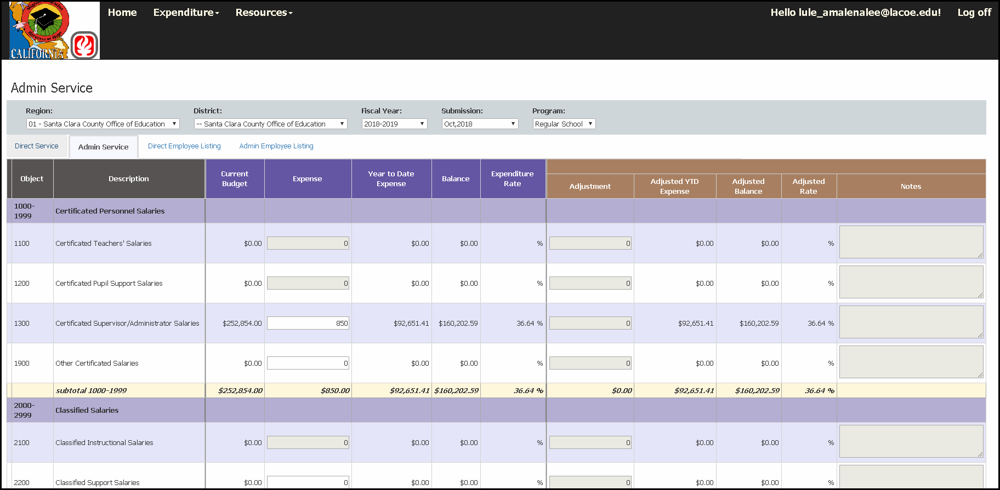 Home Expenditure Resources Hello lule_amalenalee@lacoe.edu! Log off
Migrant Education
Harvests of Hope
CALIFORNIA
Admin Service
Region: District: Fiscal Year: Submission: Program:
01 - Santa Clara County Office of Education -- Santa Clara County Office of Education 2018-2019 Oct,2018 Regular School
Direct Service Admin Service Direct Employee Listing Admin Employee Listing
Object Description Current Budget Expense Year to Date Expense Balance Expenditure Rate Adjustment Adjusted YTD Expense Adjusted Balance Adjusted Rate Notes
1000-1999 Certificated Personnel Salaries
1100 Certificated Teachers' Salaries $0.00 0 $0.00 $0.00 % 0 $0.00 $0.00 %
1200 Certificated Pupil Support Salaries $0.00 0 $0.00 $0.00 % 0 $0.00 $0.00 %
1300 Certificated Supervisor/Administrator Salaries $252,854.00 850 $92,651.41 $160,202.59 36.64 % 0 $92,651.41 $160,202.59 36.64 %
1900 Other Certificated Salaries $0.00 0 $0.00 $0.00 % 0 $0.00 $0.00 %
subtotal 1000-1999 $252,854.00 $850.00 $92,651.41 $160,202.59 36.64 % $0.00 $92,651.41 $160,202.59 36.64 %
2000-2999 Classified Salaries
2100 Classified Instructional Salaries $0.00 0 $0.00 $0.00 % 0 $0.00 $0.00 %
2200 Classified Support Salaries $0.00 0 $0.00 $0.00 % 0 $0.00 $0.00 %